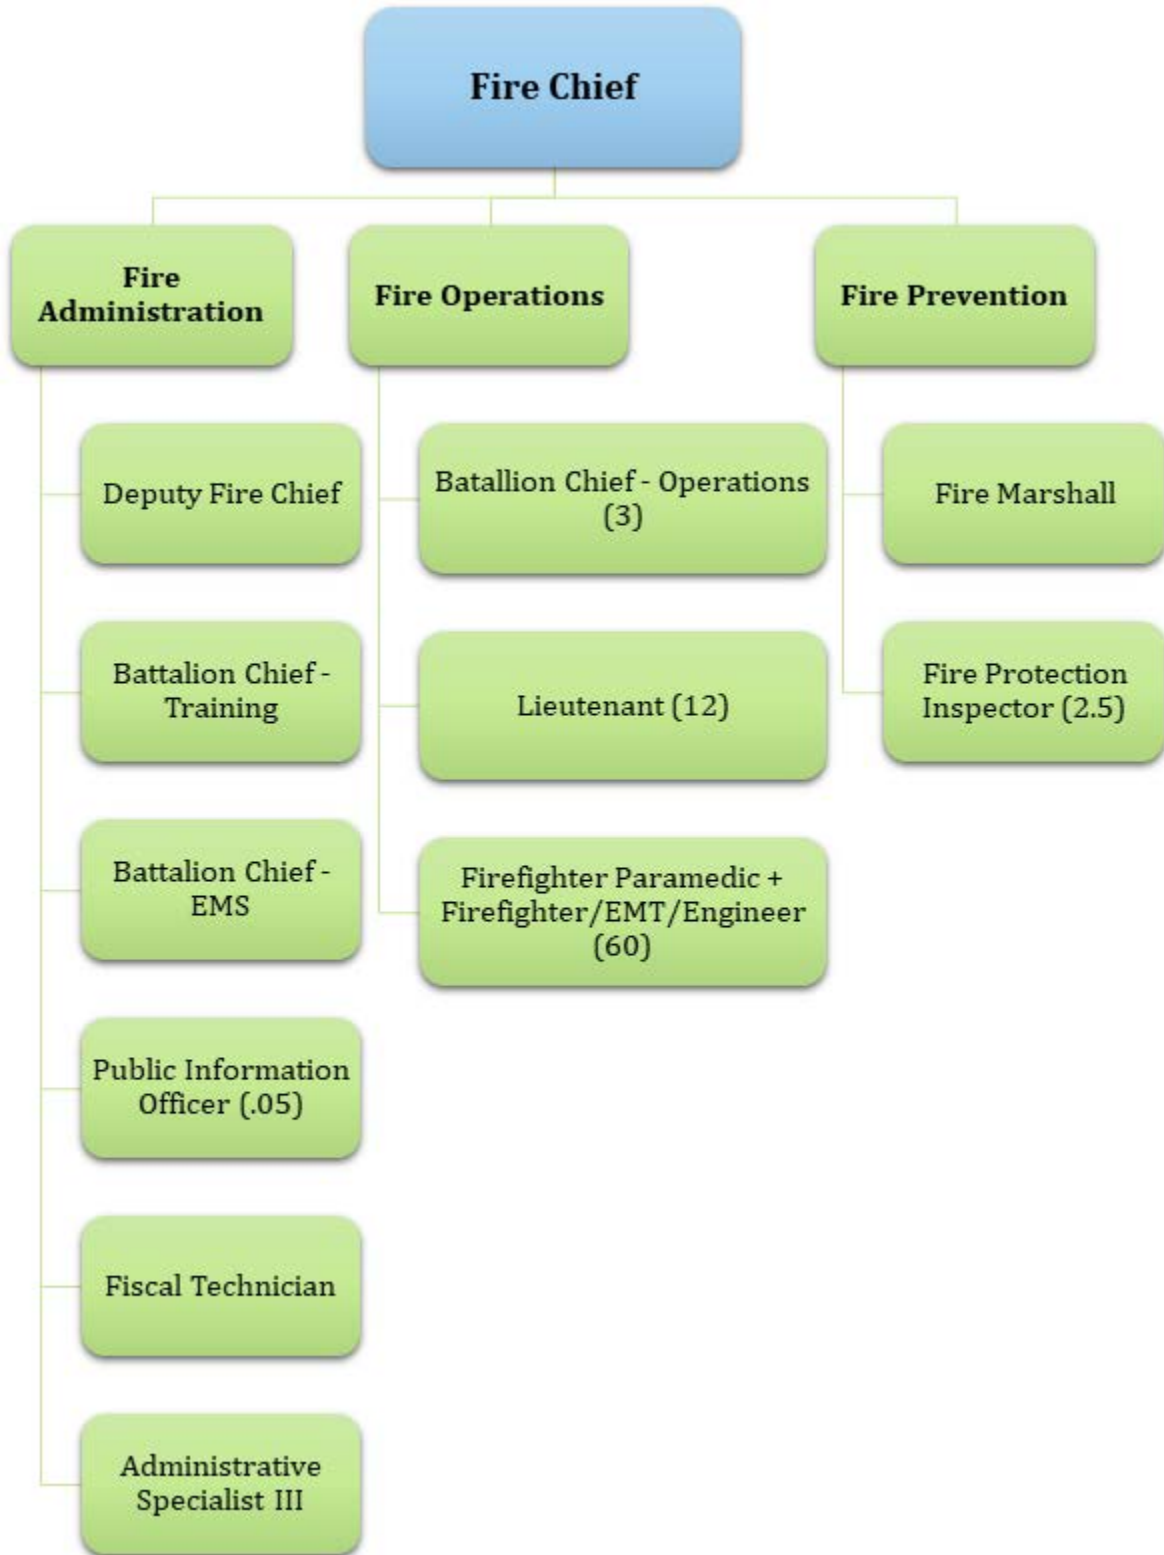 Fire Chief
Fire
Administration
Fire Operations
Fire Prevention
Deputy Fire Chief
Battalion Chief -
Training
Battalion Chief -
EMS
Public Information
Officer (.05)
Fiscal Technician
Administrative
Specialist III
Batallion Chief - Operations
(3)
Lieutenant (12)
Firefighter Paramedic +
Firefighter/EMT/Engineer
(60)
Fire Marshall
Fire Protection
Inspector (2.5)